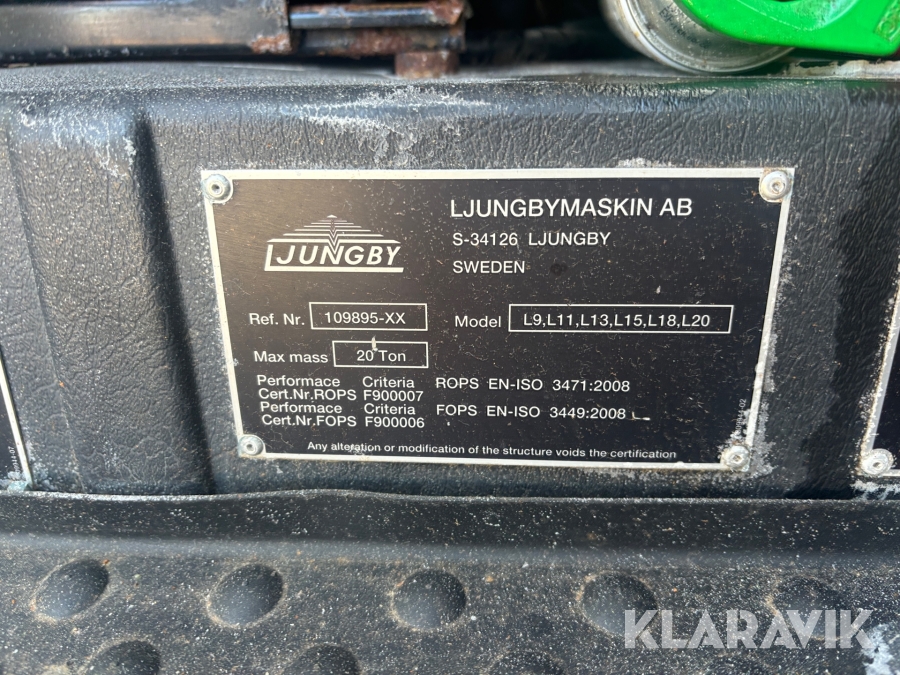 LJUNGBY
LJUNGBYMASKIN AB
S-34126 LJUNGBY
SWEDEN
Ref. Nr. 109895-XX Model L9,L11,L13,L15,L18,L20
Max mass 20 Ton
Performace Criteria ROPS EN-ISO 3471:2008
Cert.Nr,ROPS F900007
Performace Criteria FOPS EN-ISO 3449:2008
Cert.Nr.FOPS F900006
Any alteration or modification of the structure voids the certification
KLARAVIK